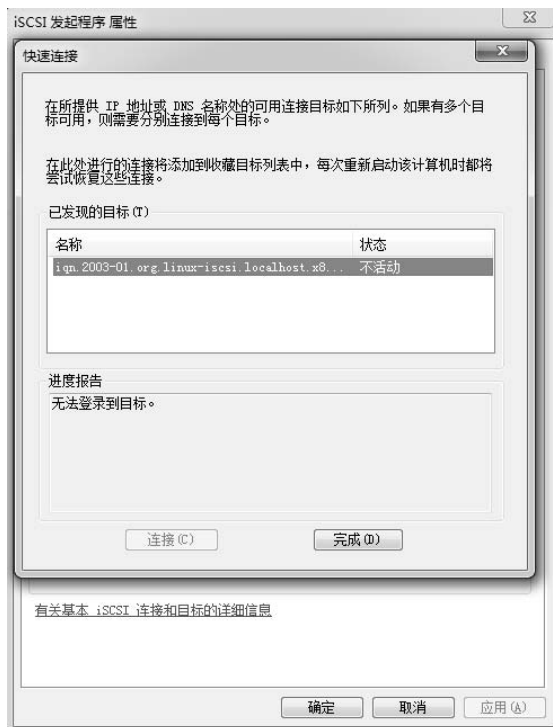 iSCSI 发起程序 属性
快速连接
在所提供 IP 地址或 DNS 名称处的可用连接目标如下所列。如果有多个目
标可用，则需要分别连接到每个目标。
在此处进行的连接将添加到收藏目标列表中，每次重新启动该计算机时都将
尝试恢复这些连接。
已发现的目标(T)
名称 状态
iqn.2003-01.org.linux-iscsi.localhost.x8... 不活动
进度报告
无法登录到目标。
连接(C) 完成(D)
有关基本 iSCSI 连接和目标的详细信息
确定 取消 应用(A)